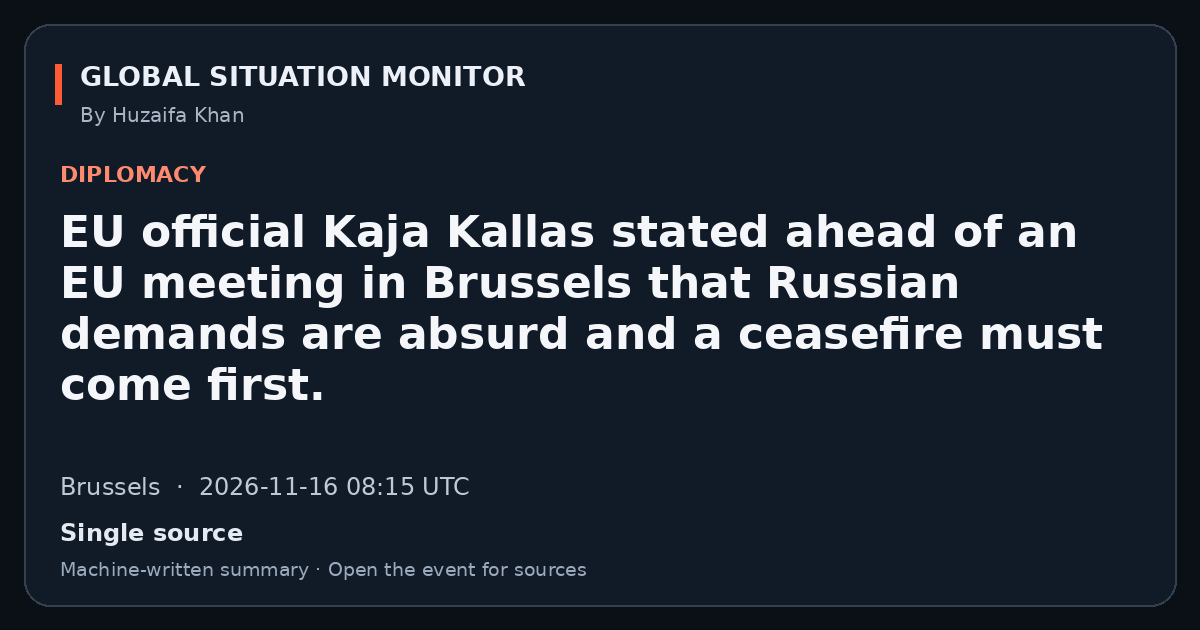 GLOBAL SITUATION MONITOR
By Huzaifa Khan
DIPLOMACY
EU official Kaja Kallas stated ahead of an
EU meeting in Brussels that Russian
demands are absurd and a ceasefire must
come first.
Brussels · 2026-11-16 08:15 UTC
Single source
Machine-written summary · Open the event for sources